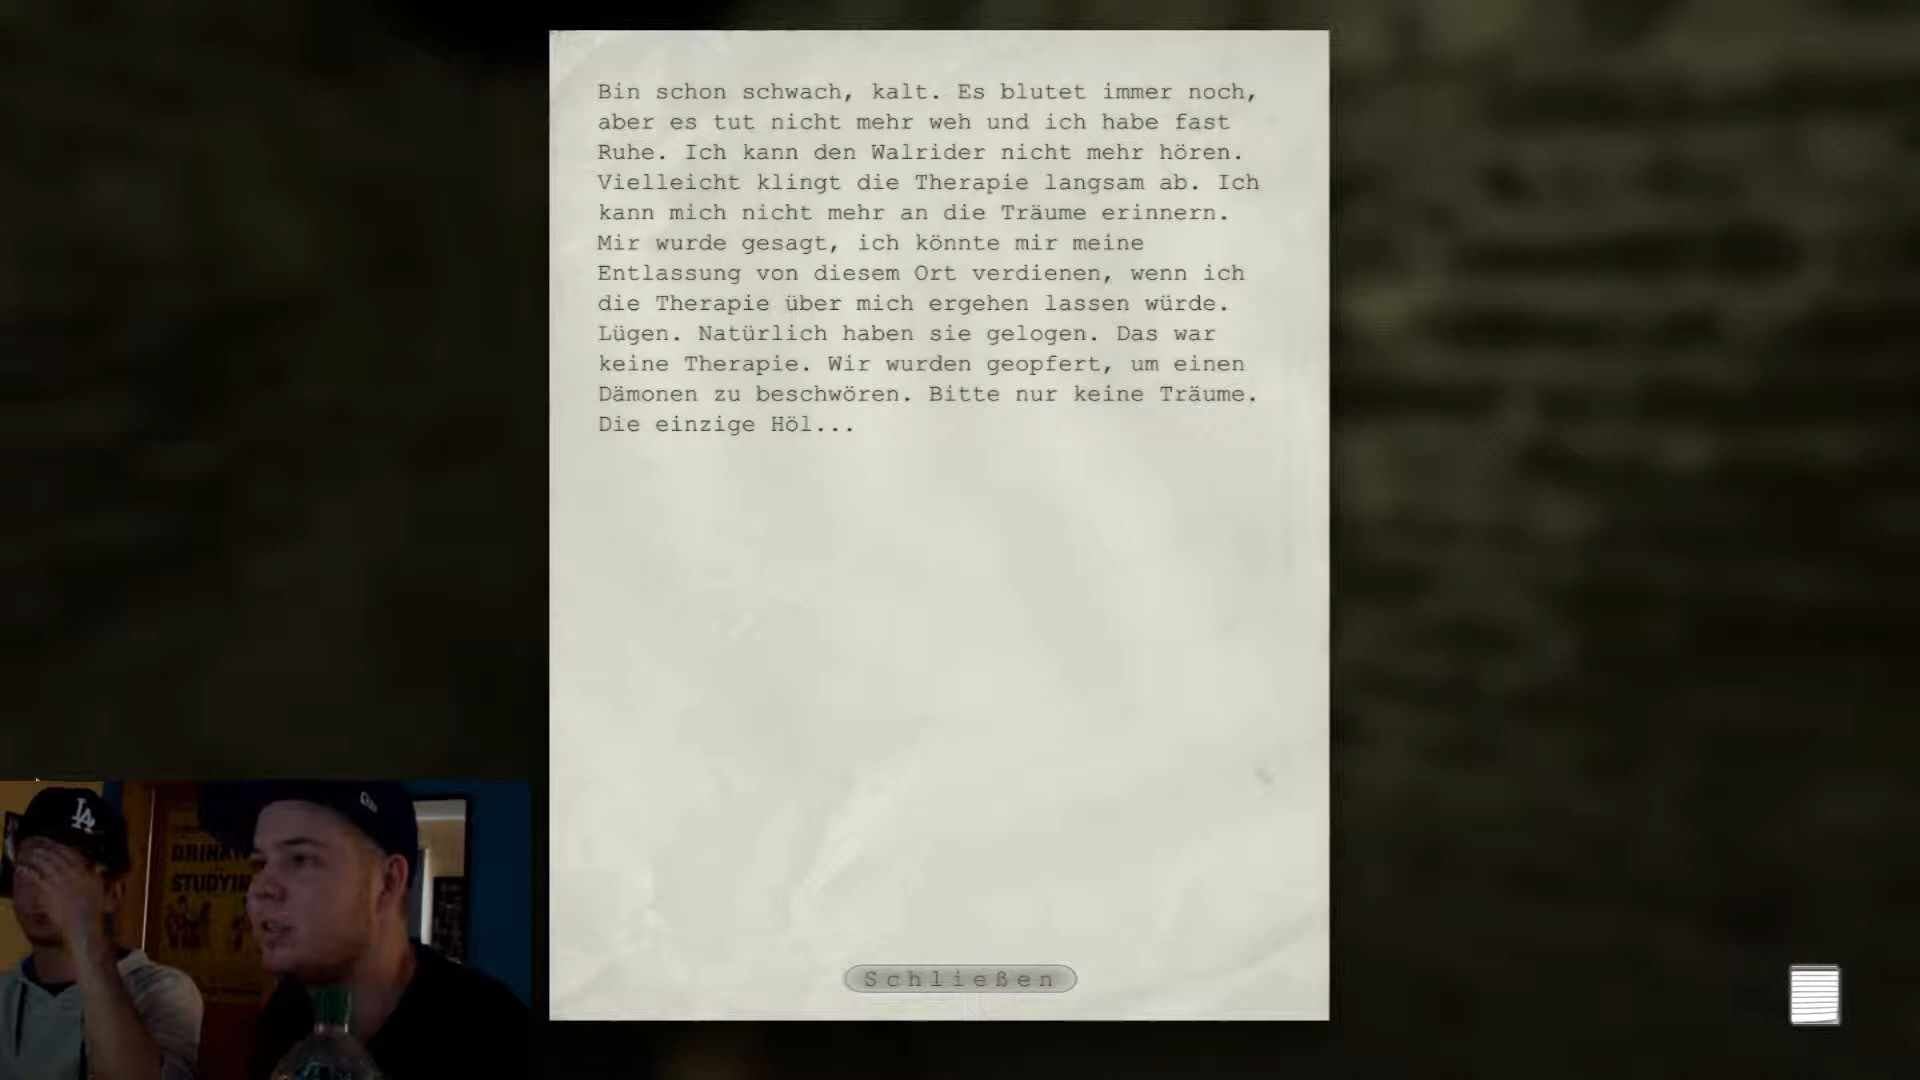 Bin schon schwach, kalt. Es blutet immer noch,
aber es tut nicht mehr weh und ich habe fast
Ruhe. Ich kann den Walrider nicht mehr hören.
Vielleicht klingt die Therapie langsam ab. Ich
kann mich nicht mehr an die Träume erinnern.
Mir wurde gesagt, ich könnte mir meine
Entlassung von diesem Ort verdienen, wenn ich
die Therapie über mich ergehen lassen würde.
Lügen. Natürlich haben sie gelogen. Das war
keine Therapie. Wir wurden geopfert, um einen
Dämonen zu beschwören. Bitte nur keine Träume.
Die einzige Höl...
Schließen
LA